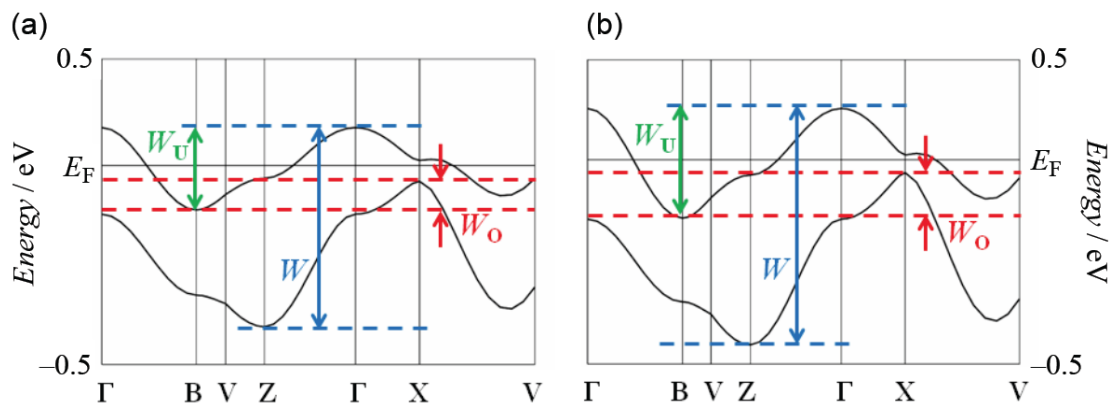 (a)
0.5
Energy / eV
E_F
–0.5
W_U
W
W_O
Γ B V Z Γ X V
(b)
0.5
E_F
Energy / eV
–0.5
W_U
W
W_O
Γ B V Z Γ X V